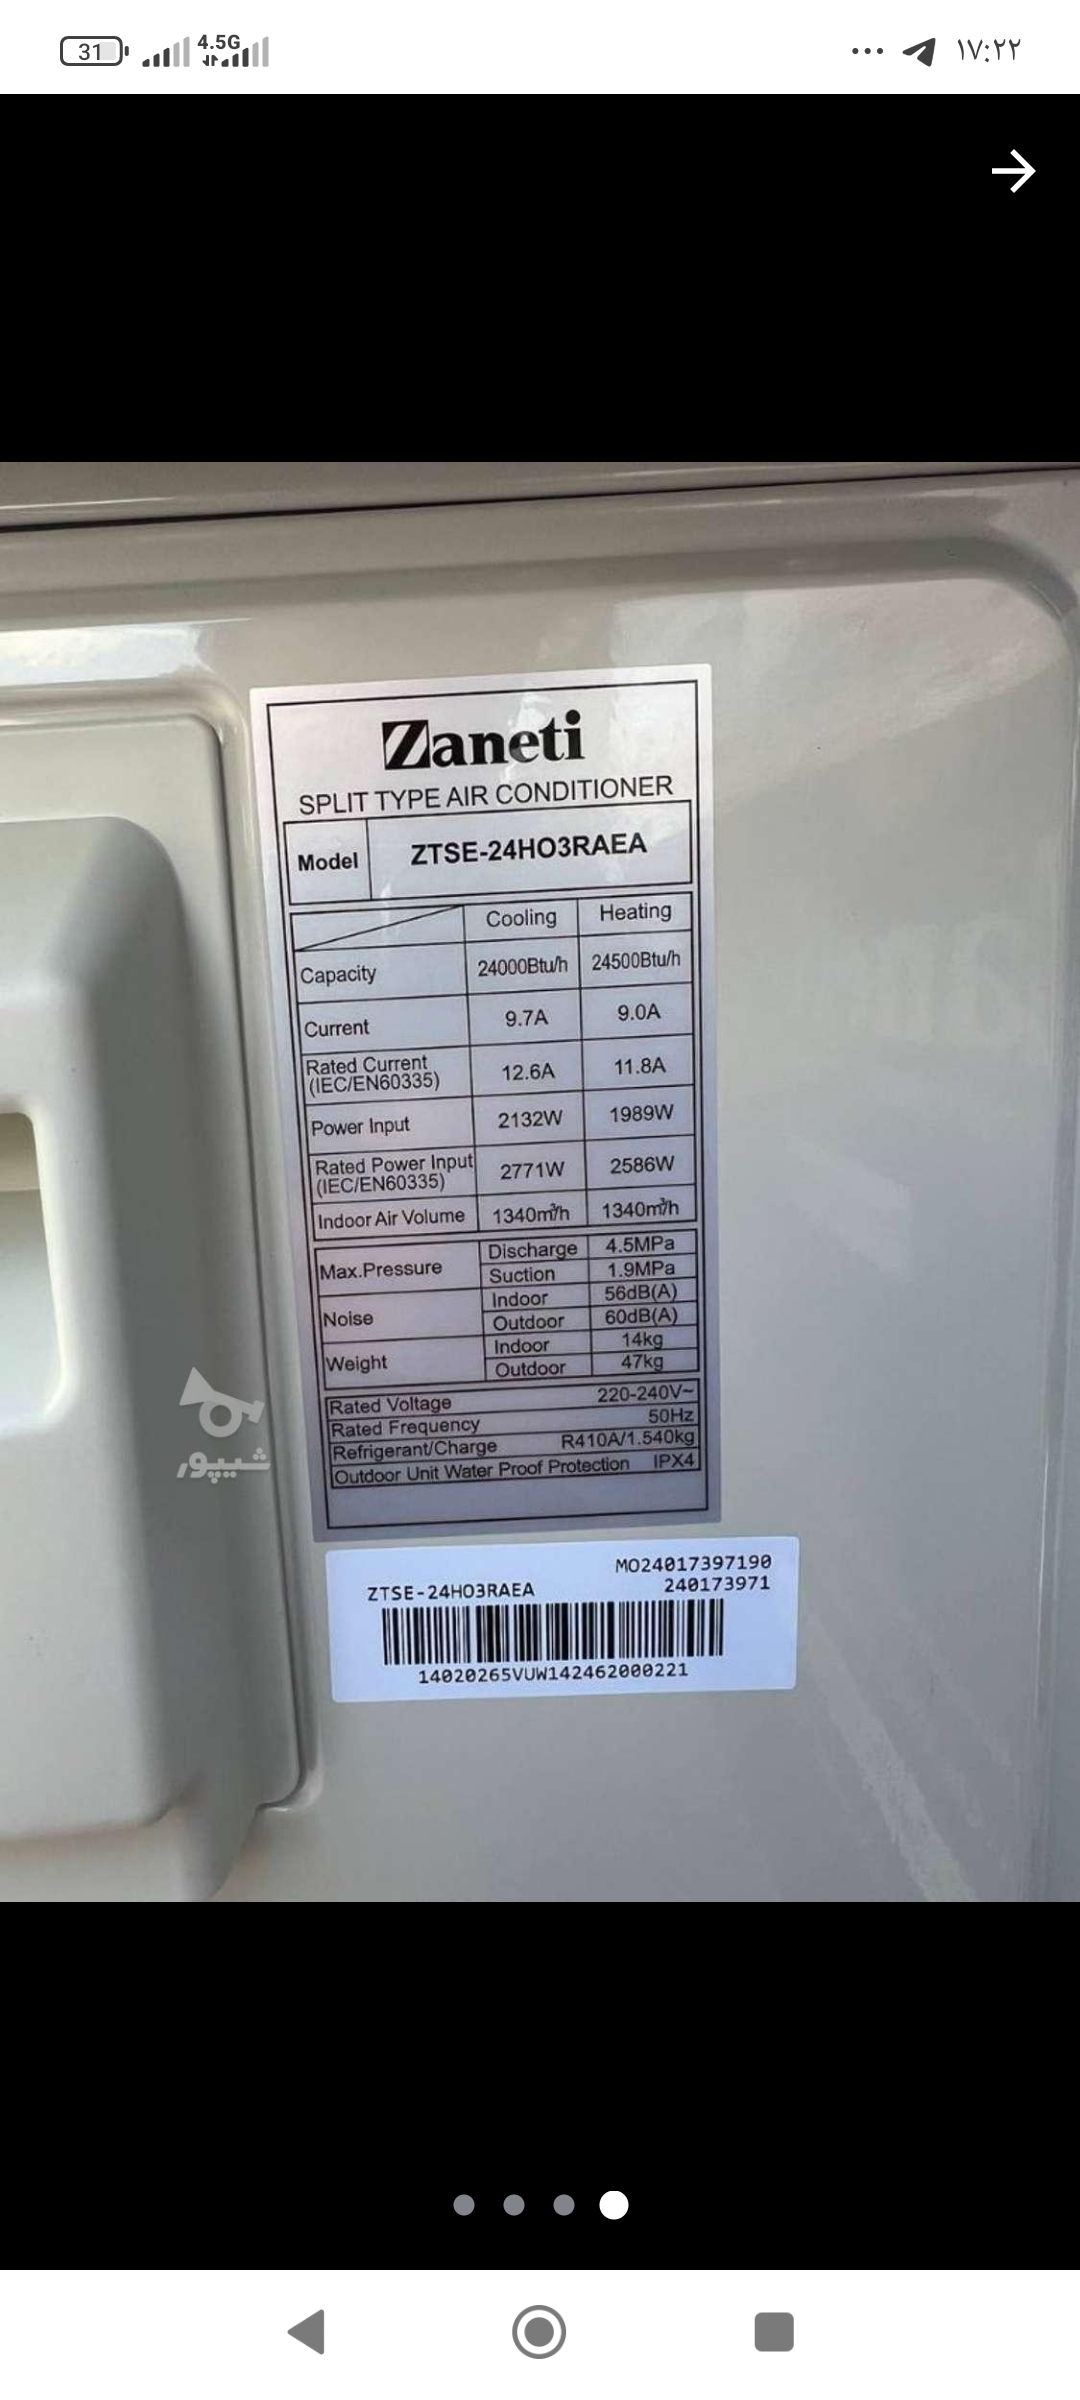 31 4.5G ۱۷:۲۲
Zaneti
SPLIT TYPE AIR CONDITIONER
Model ZTSE-24HO3RAEA
Cooling Heating
Capacity 24000Btu/h 24500Btu/h
Current 9.7A 9.0A
Rated Current (IEC/EN60335) 12.6A 11.8A
Power Input 2132W 1989W
Rated Power Input (IEC/EN60335) 2771W 2586W
Indoor Air Volume 1340m³/h 1340m³/h
Max.Pressure Discharge 4.5MPa
Suction 1.9MPa
Noise Indoor 56dB(A)
Outdoor 60dB(A)
Weight Indoor 14kg
Outdoor 47kg
Rated Voltage 220-240V~
Rated Frequency 50Hz
Refrigerant/Charge R410A/1.540kg
Outdoor Unit Water Proof Protection IPX4
شیپور
MO24017397190
ZTSE-24HO3RAEA 240173971
14020265VUW142462000221